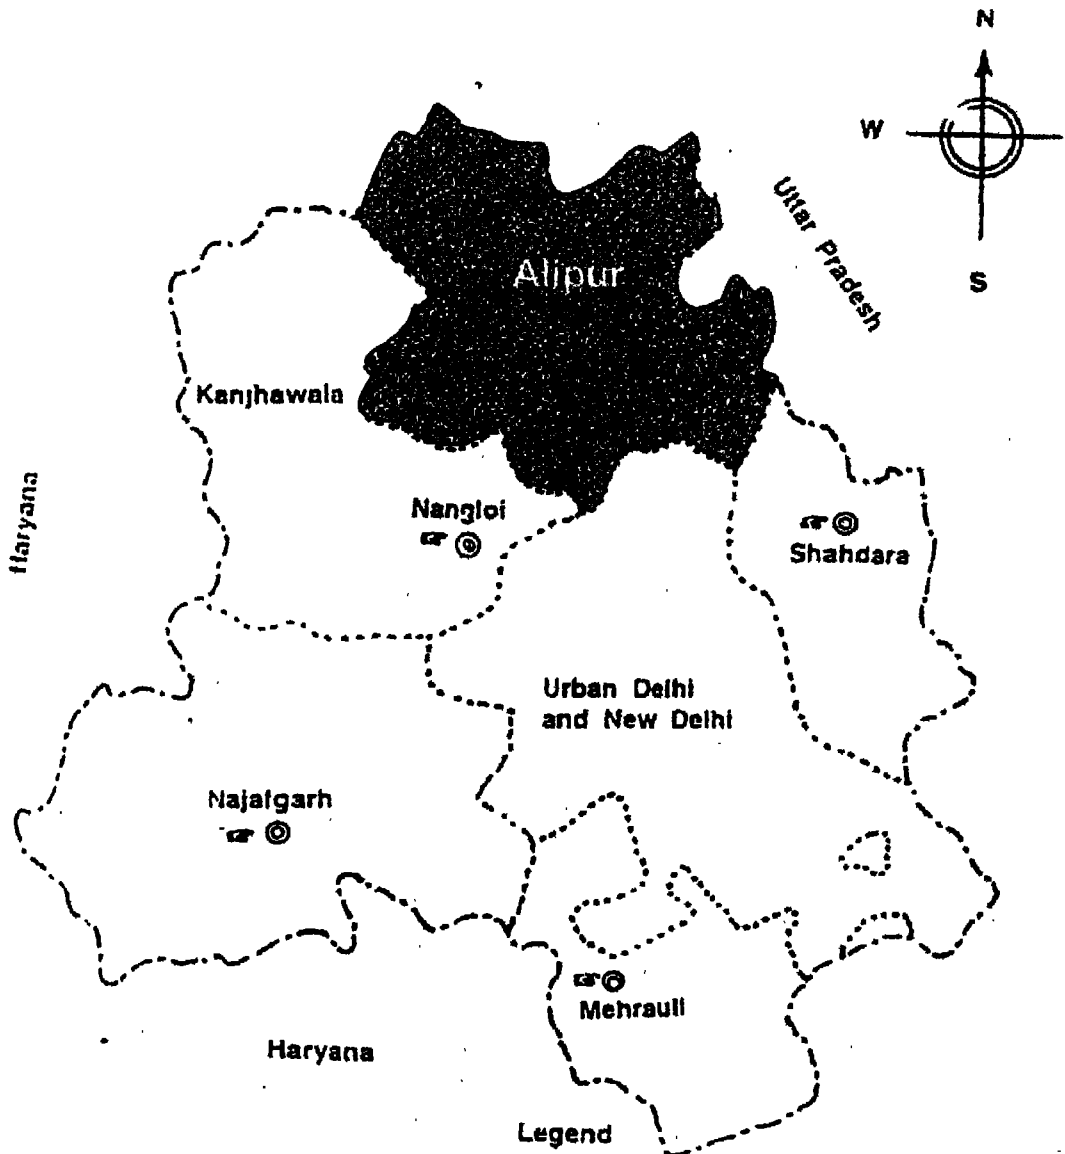 N
W
S
Uttar Pradesh
Alipur
Kanjhawala
Haryana
Nangloi
Shahdara
Urban Delhi
and New Delhi
Najafgarh
Mehrauli
Haryana
Legend